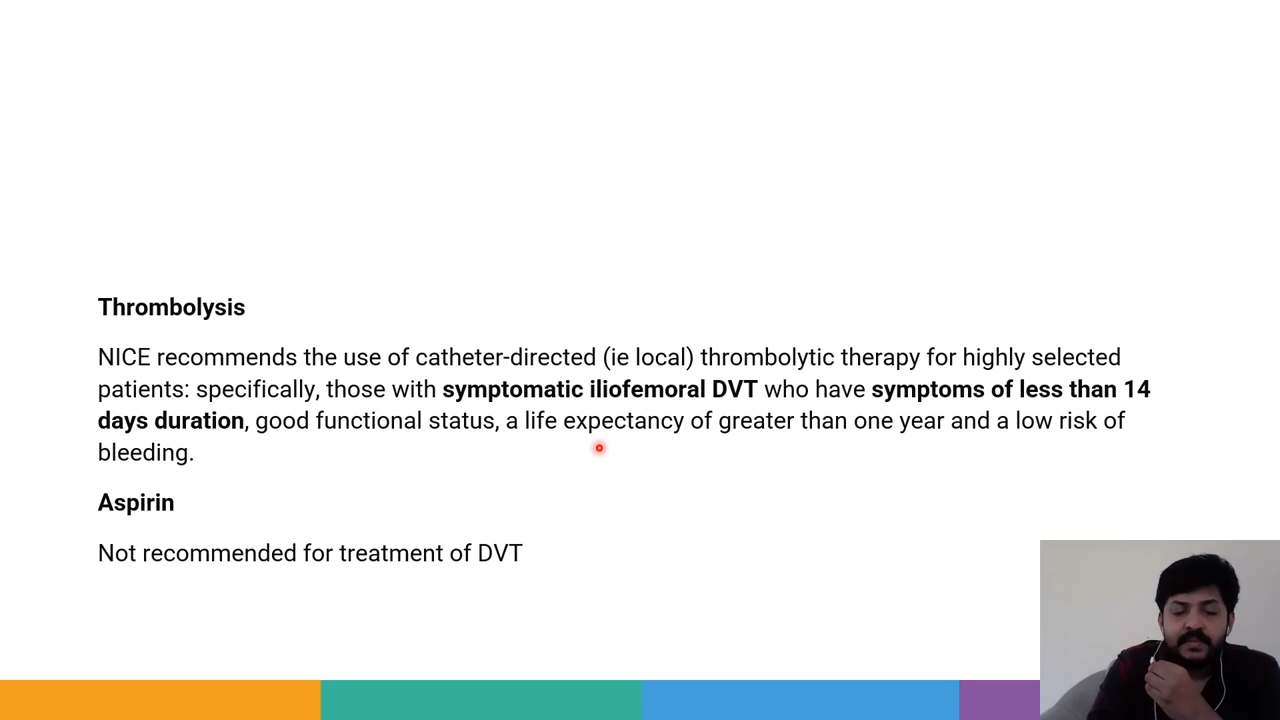 Thrombolysis
NICE recommends the use of catheter-directed (ie local) thrombolytic therapy for highly selected
patients: specifically, those with symptomatic iliofemoral DVT who have symptoms of less than 14
days duration, good functional status, a life expectancy of greater than one year and a low risk of
bleeding.
Aspirin
Not recommended for treatment of DVT